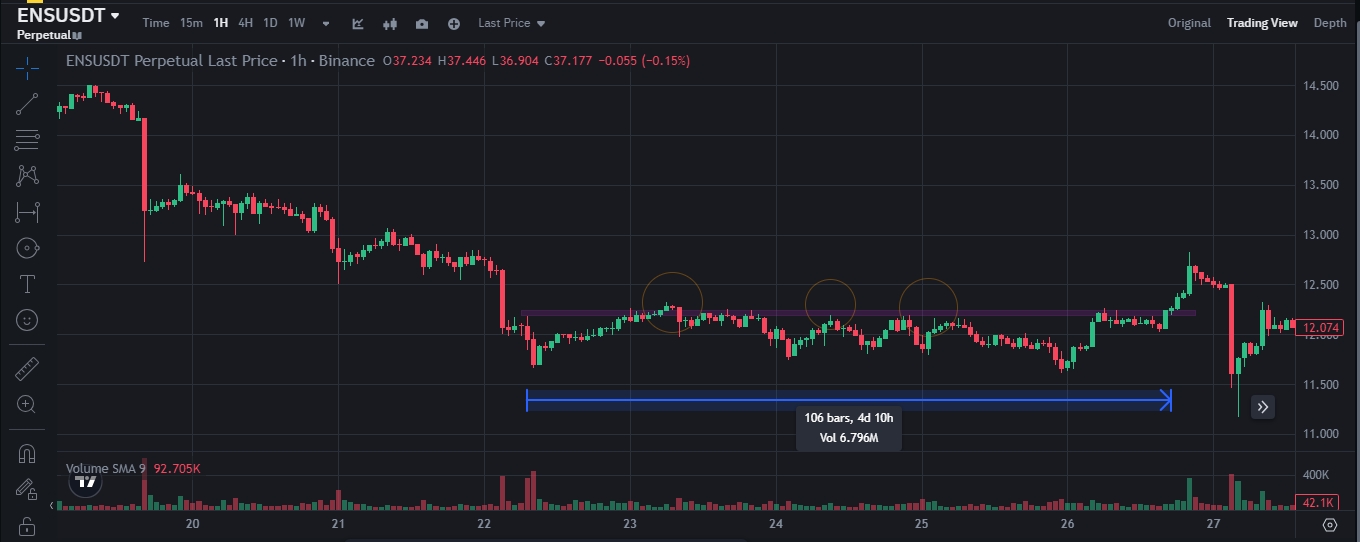 ENSUSDT
Perpetual
Time 15m 1H 4H 1D 1W Last Price Original Trading View Depth
ENSUSDT Perpetual Last Price · 1h · Binance O37.234 H37.446 L36.904 C37.177 −0.055 (−0.15%)
14.500
14.000
13.500
13.000
12.500
12.074
12.000
11.500
11.000
106 bars, 4d 10h
Vol 6.796M
Volume SMA 9 92.705K
400K
42.1K
20 21 22 23 24 25 26 27